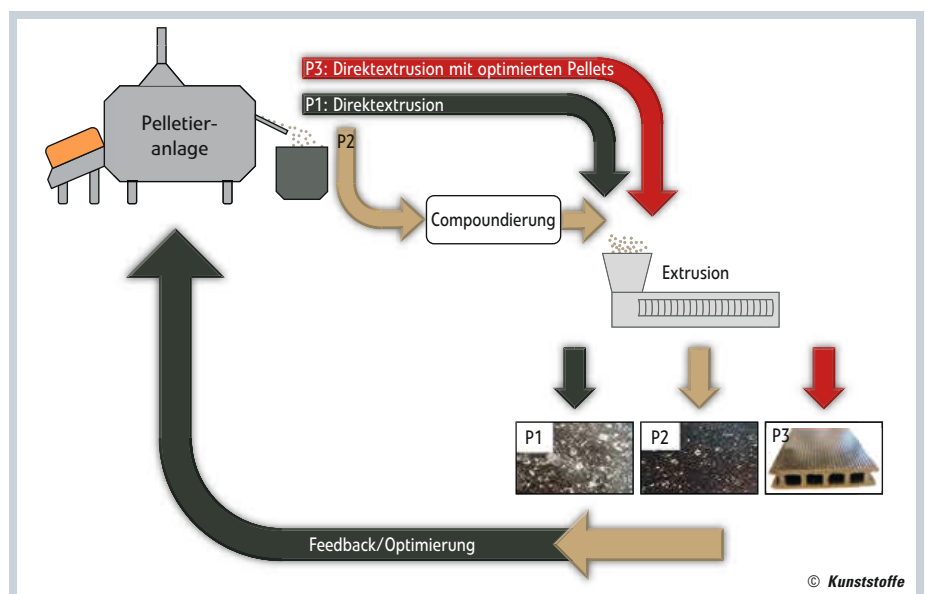 P3: Direktextrusion mit optimierten Pellets
P1: Direktextrusion
Pelletier-
anlage
P2
Compoundierung
Extrusion
P1
P2
P3
Feedback/Optimierung
© Kunststoffe